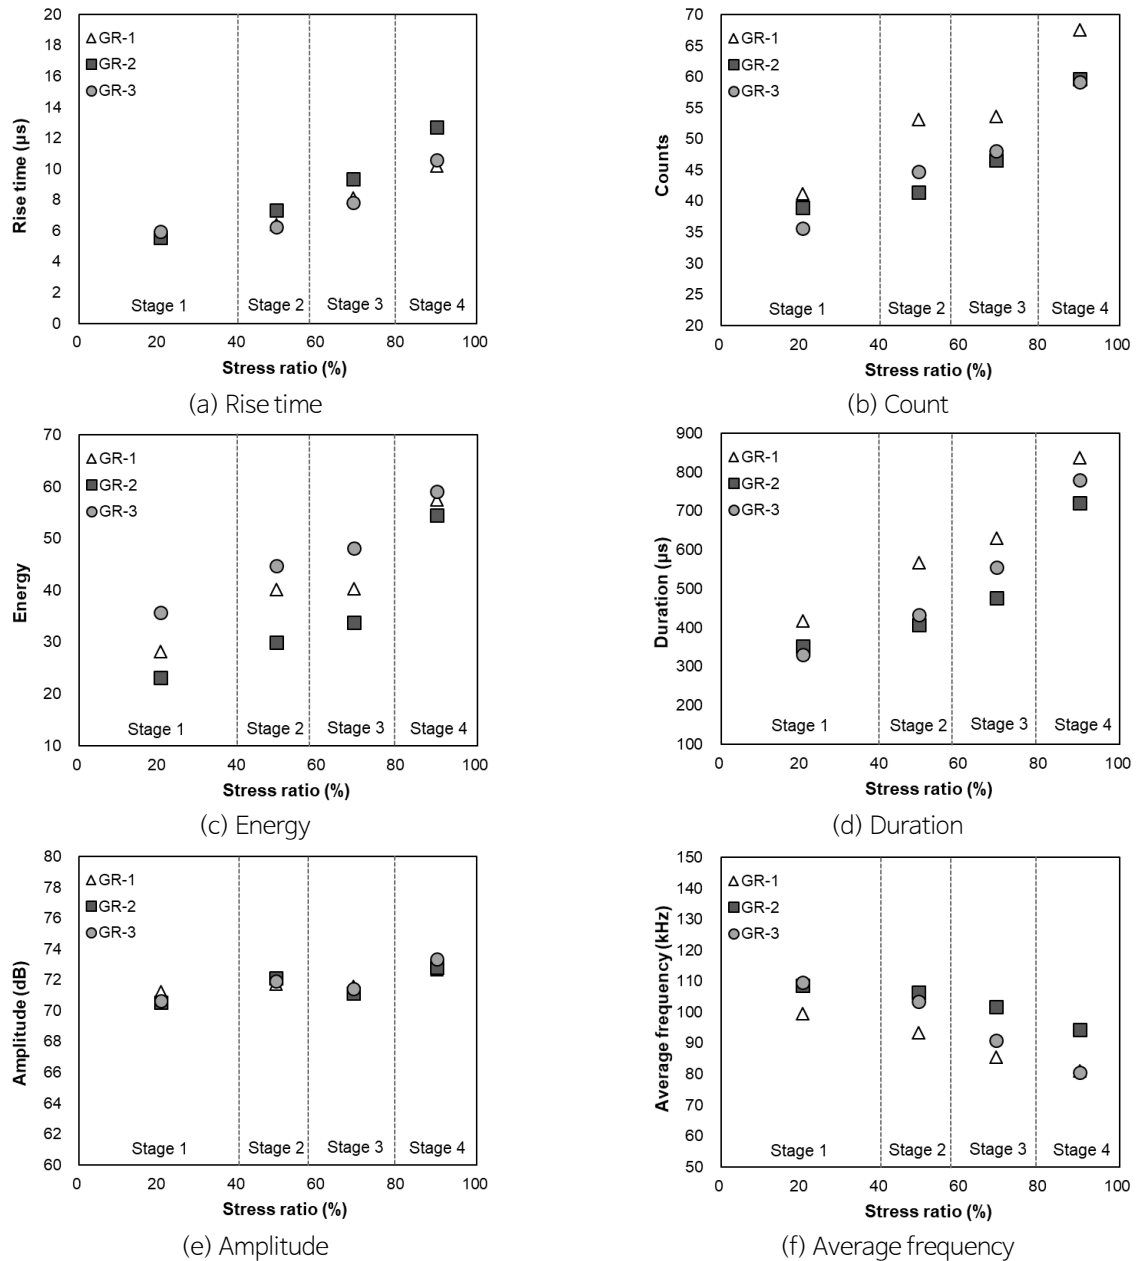 20
18
16
14
12
10
8
6
4
2
0
Rise time (μs)
GR-1
GR-2
GR-3
Stage 1
Stage 2
Stage 3
Stage 4
0 20 40 60 80 100
Stress ratio (%)
(a) Rise time
70
65
60
55
50
45
40
35
30
25
20
Counts
GR-1
GR-2
GR-3
Stage 1
Stage 2
Stage 3
Stage 4
0 20 40 60 80 100
Stress ratio (%)
(b) Count
70
60
50
40
30
20
10
Energy
GR-1
GR-2
GR-3
Stage 1
Stage 2
Stage 3
Stage 4
0 20 40 60 80 100
Stress ratio (%)
(c) Energy
900
800
700
600
500
400
300
200
100
Duration (μs)
GR-1
GR-2
GR-3
Stage 1
Stage 2
Stage 3
Stage 4
0 20 40 60 80 100
Stress ratio (%)
(d) Duration
80
78
76
74
72
70
68
66
64
62
60
Amplitude (dB)
GR-1
GR-2
GR-3
Stage 1
Stage 2
Stage 3
Stage 4
0 20 40 60 80 100
Stress ratio (%)
(e) Amplitude
150
140
130
120
110
100
90
80
70
60
50
Average frequency (kHz)
GR-1
GR-2
GR-3
Stage 1
Stage 2
Stage 3
Stage 4
0 20 40 60 80 100
Stress ratio (%)
(f) Average frequency